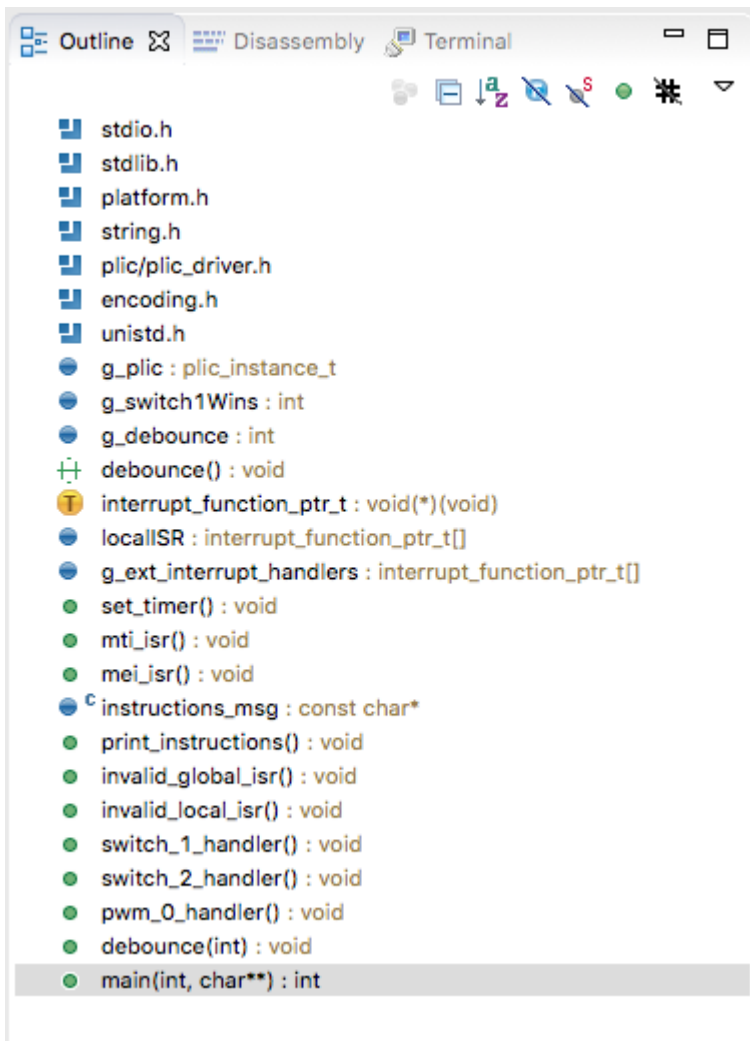 Outline Disassembly Terminal
stdio.h
stdlib.h
platform.h
string.h
plic/plic_driver.h
encoding.h
unistd.h
g_plic : plic_instance_t
g_switch1Wins : int
g_debounce : int
debounce() : void
T interrupt_function_ptr_t : void(*)(void)
localISR : interrupt_function_ptr_t[]
g_ext_interrupt_handlers : interrupt_function_ptr_t[]
set_timer() : void
mti_isr() : void
mei_isr() : void
C instructions_msg : const char*
print_instructions() : void
invalid_global_isr() : void
invalid_local_isr() : void
switch_1_handler() : void
switch_2_handler() : void
pwm_0_handler() : void
debounce(int) : void
main(int, char**) : int